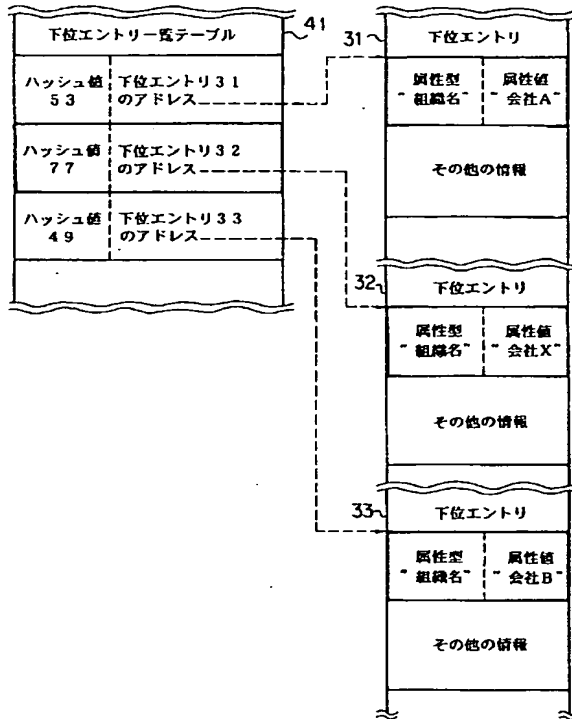 下位エントリ一覧テーブル
41
ハッシュ値
53
下位エントリ31
のアドレス
ハッシュ値
77
下位エントリ32
のアドレス
ハッシュ値
49
下位エントリ33
のアドレス
31
下位エントリ
属性型
"組織名"
属性値
"会社A"
その他の情報
32
下位エントリ
属性型
"組織名"
属性値
"会社X"
その他の情報
33
下位エントリ
属性型
"組織名"
属性値
"会社B"
その他の情報